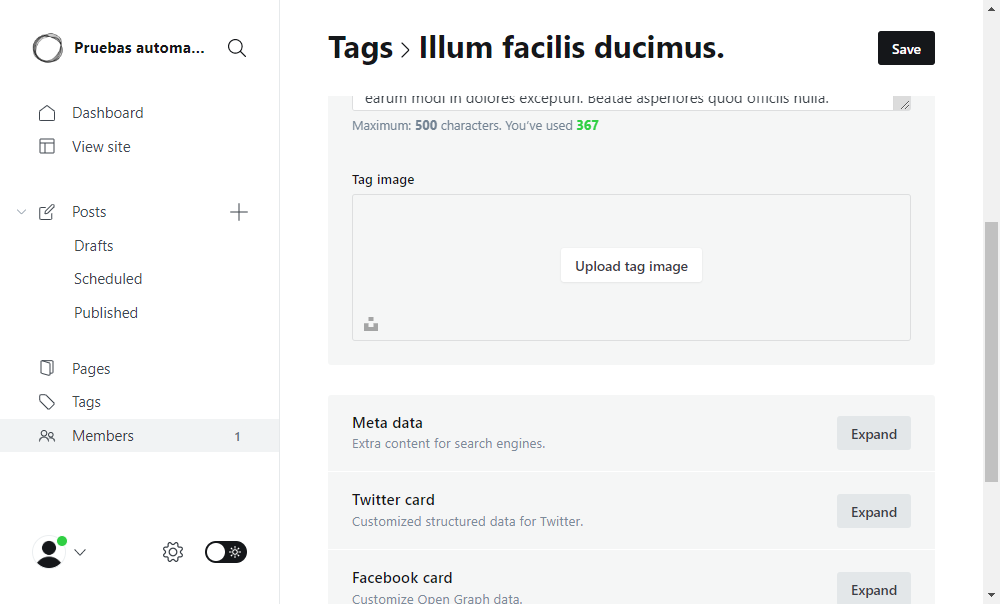 Pruebas automa...
Dashboard
View site
Posts
Drafts
Scheduled
Published
Pages
Tags
Members 1
Tags > Illum facilis ducimus.
Save
earum modi in dolores excepturi. Beatae asperiores quod officiis nulla.
Maximum: 500 characters. You've used 367
Tag image
Upload tag image
Meta data
Extra content for search engines.
Expand
Twitter card
Customized structured data for Twitter.
Expand
Facebook card
Customize Open Graph data.
Expand